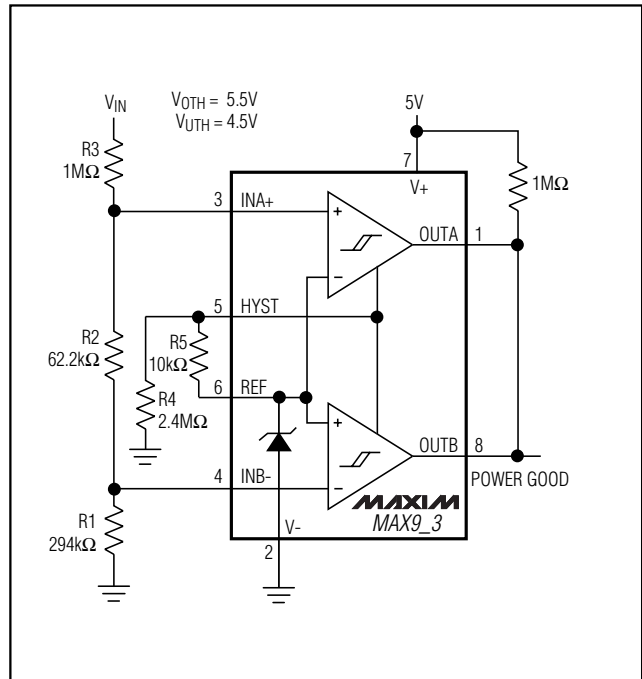 V_OTH = 5.5V
V_UTH = 4.5V
V_IN
5V
R3
1MΩ
7
V+
1MΩ
3
INA+
+
OUTA
1
−
5
HYST
R2
62.2kΩ
R5
10kΩ
6
REF
R4
2.4MΩ
+
OUTB
8
POWER GOOD
4
INB-
−
MAXIM
MAX9_3
R1
294kΩ
V-
2